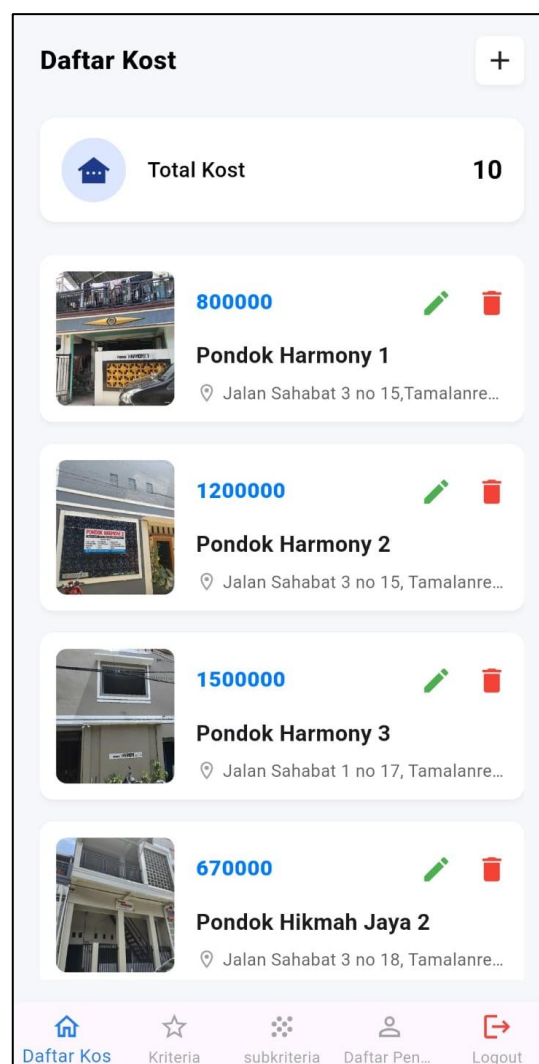 Daftar Kost
Total Kost
10
800000
Pondok Harmony 1
Jalan Sahabat 3 no 15,Tamalanre...
1200000
Pondok Harmony 2
Jalan Sahabat 3 no 15, Tamalanre...
1500000
Pondok Harmony 3
Jalan Sahabat 1 no 17, Tamalanre...
670000
Pondok Hikmah Jaya 2
Jalan Sahabat 3 no 18, Tamalanre...
Daftar Kos
Kriteria
subkriteria
Daftar Pen...
Logout